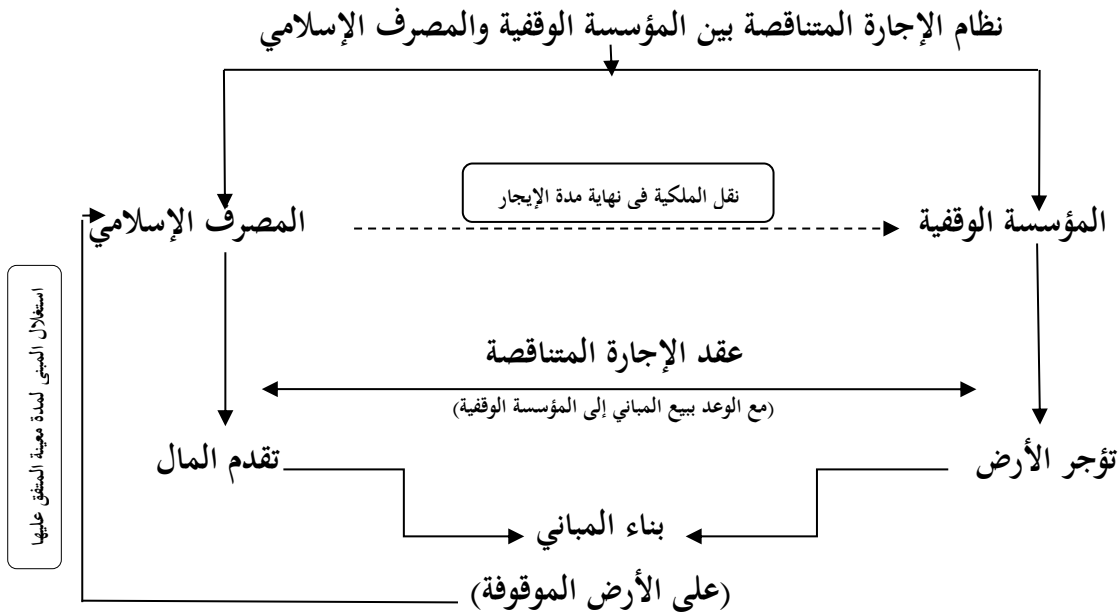 نظام الإجارة المتناقصة بين المؤسسة الوقفية والمصرف الإسلامي
نقل الملكية في نهاية مدة الإيجار
المؤسسة الوقفية
المصرف الإسلامي
استغلال المبنى لمدة معينة المتفق عليها
عقد الإجارة المتناقصة
(مع الوعد ببيع المباني إلى المؤسسة الوقفية)
تؤجر الأرض
تقدم المال
بناء المباني
(على الأرض الموقوفة)